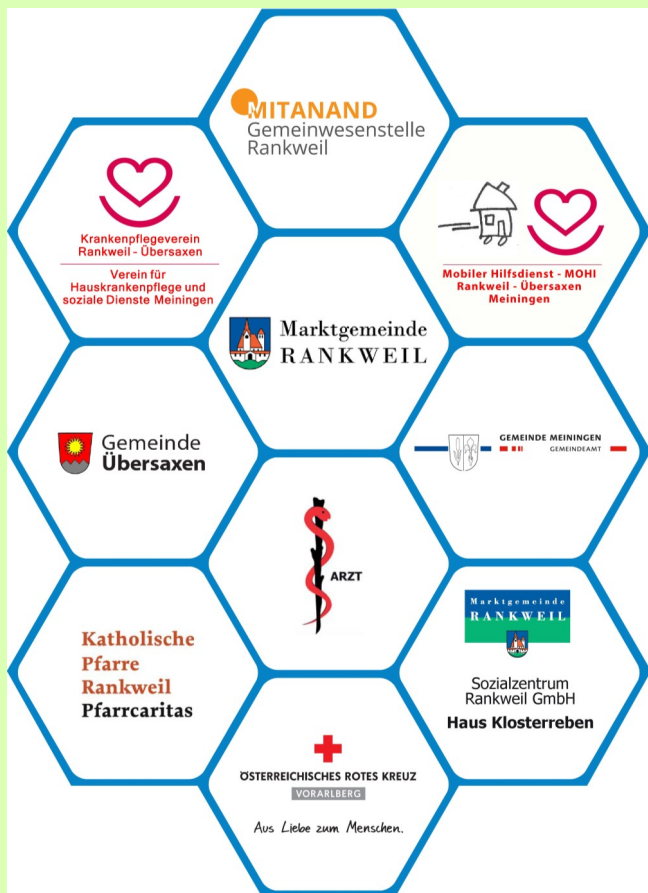 MITANAND
Gemeinwesenstelle
Rankweil
Krankenpflegeverein
Rankweil - Übersaxen
Verein für
Hauskrankenpflege und
soziale Dienste Meiningen
Mobiler Hilfsdienst - MOHI
Rankweil - Übersaxen
Meiningen
Marktgemeinde
RANKWEIL
Gemeinde
Übersaxen
GEMEINDE MEININGEN
GEMEINDEAMT
ARZT
Katholische
Pfarre
Rankweil
Pfarrcaritas
Marktgemeinde
RANKWEIL
Sozialzentrum
Rankweil GmbH
Haus Klosterreben
ÖSTERREICHISCHES ROTES KREUZ
VORARLBERG
Aus Liebe zum Menschen.